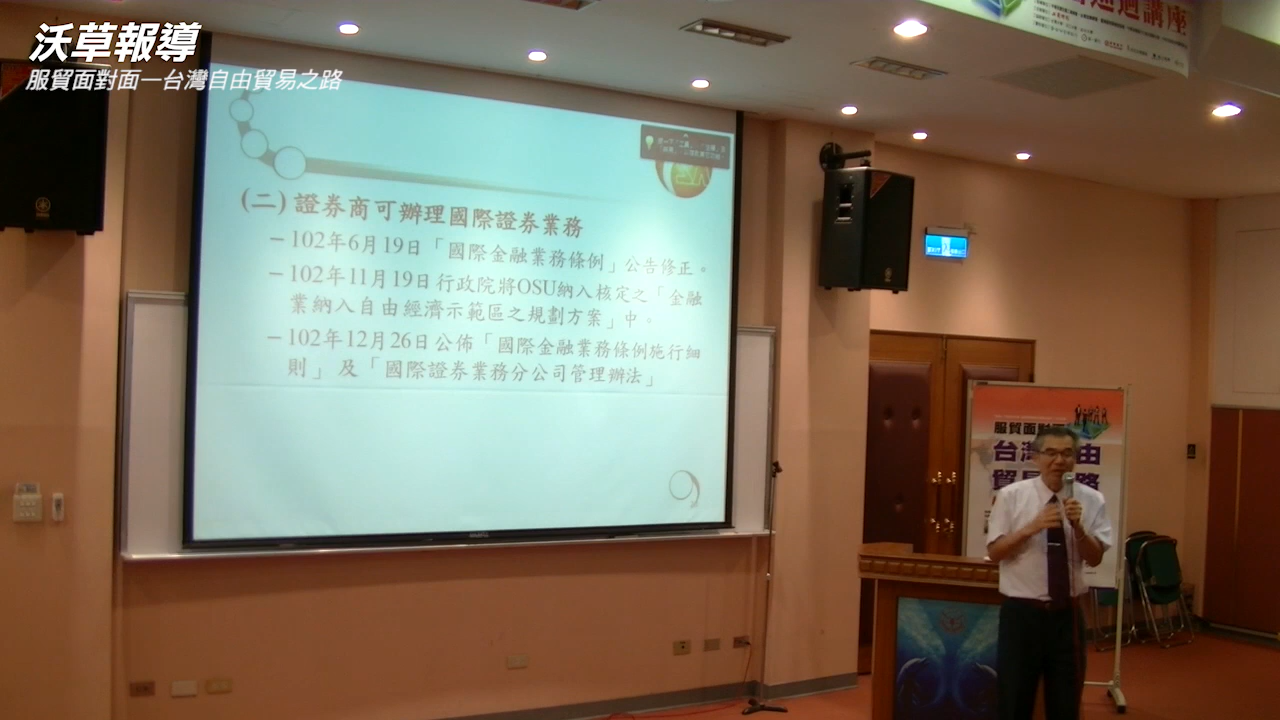 沃草報導
服貿面對面—台灣自由貿易之路
迴講座
(二) 證券商可辦理國際證券業務
–102年6月19日「國際金融業務條例」公告修正。
–102年11月19日行政院將OSU納入核定之「金融
業納入自由經濟示範區之規劃方案」中。
–102年12月26日公佈「國際金融業務條例施行細
則」及「國際證券業務分公司管理辦法」
服貿面對
台灣 由
貿 路